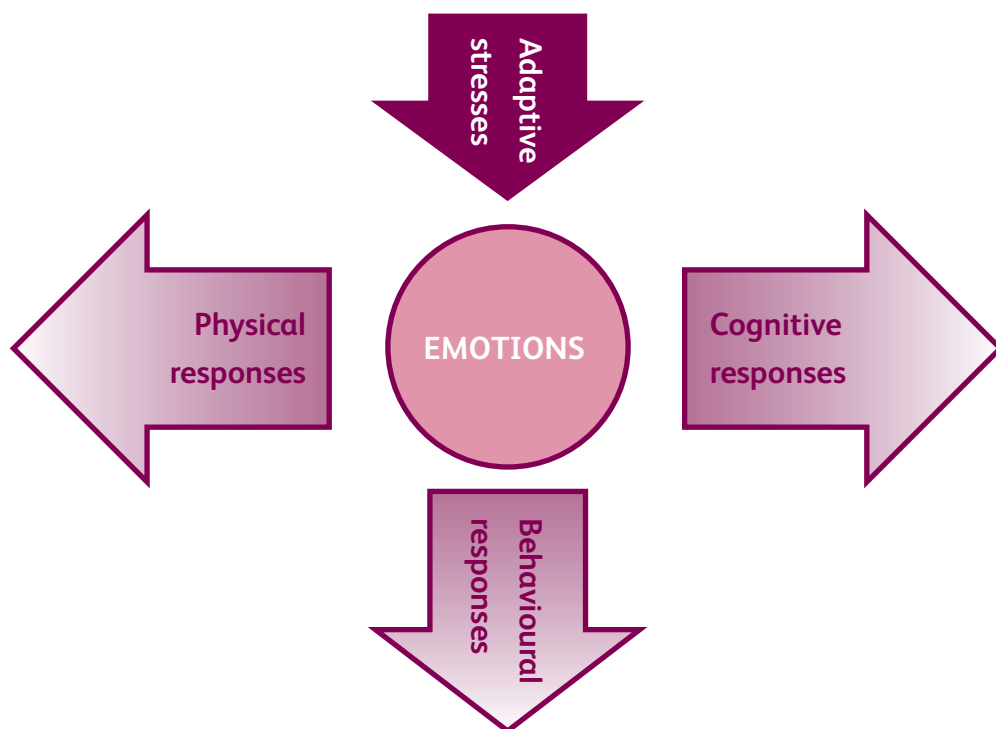 Adaptive
stresses
Physical
responses
EMOTIONS
Cognitive
responses
Behavioural
responses